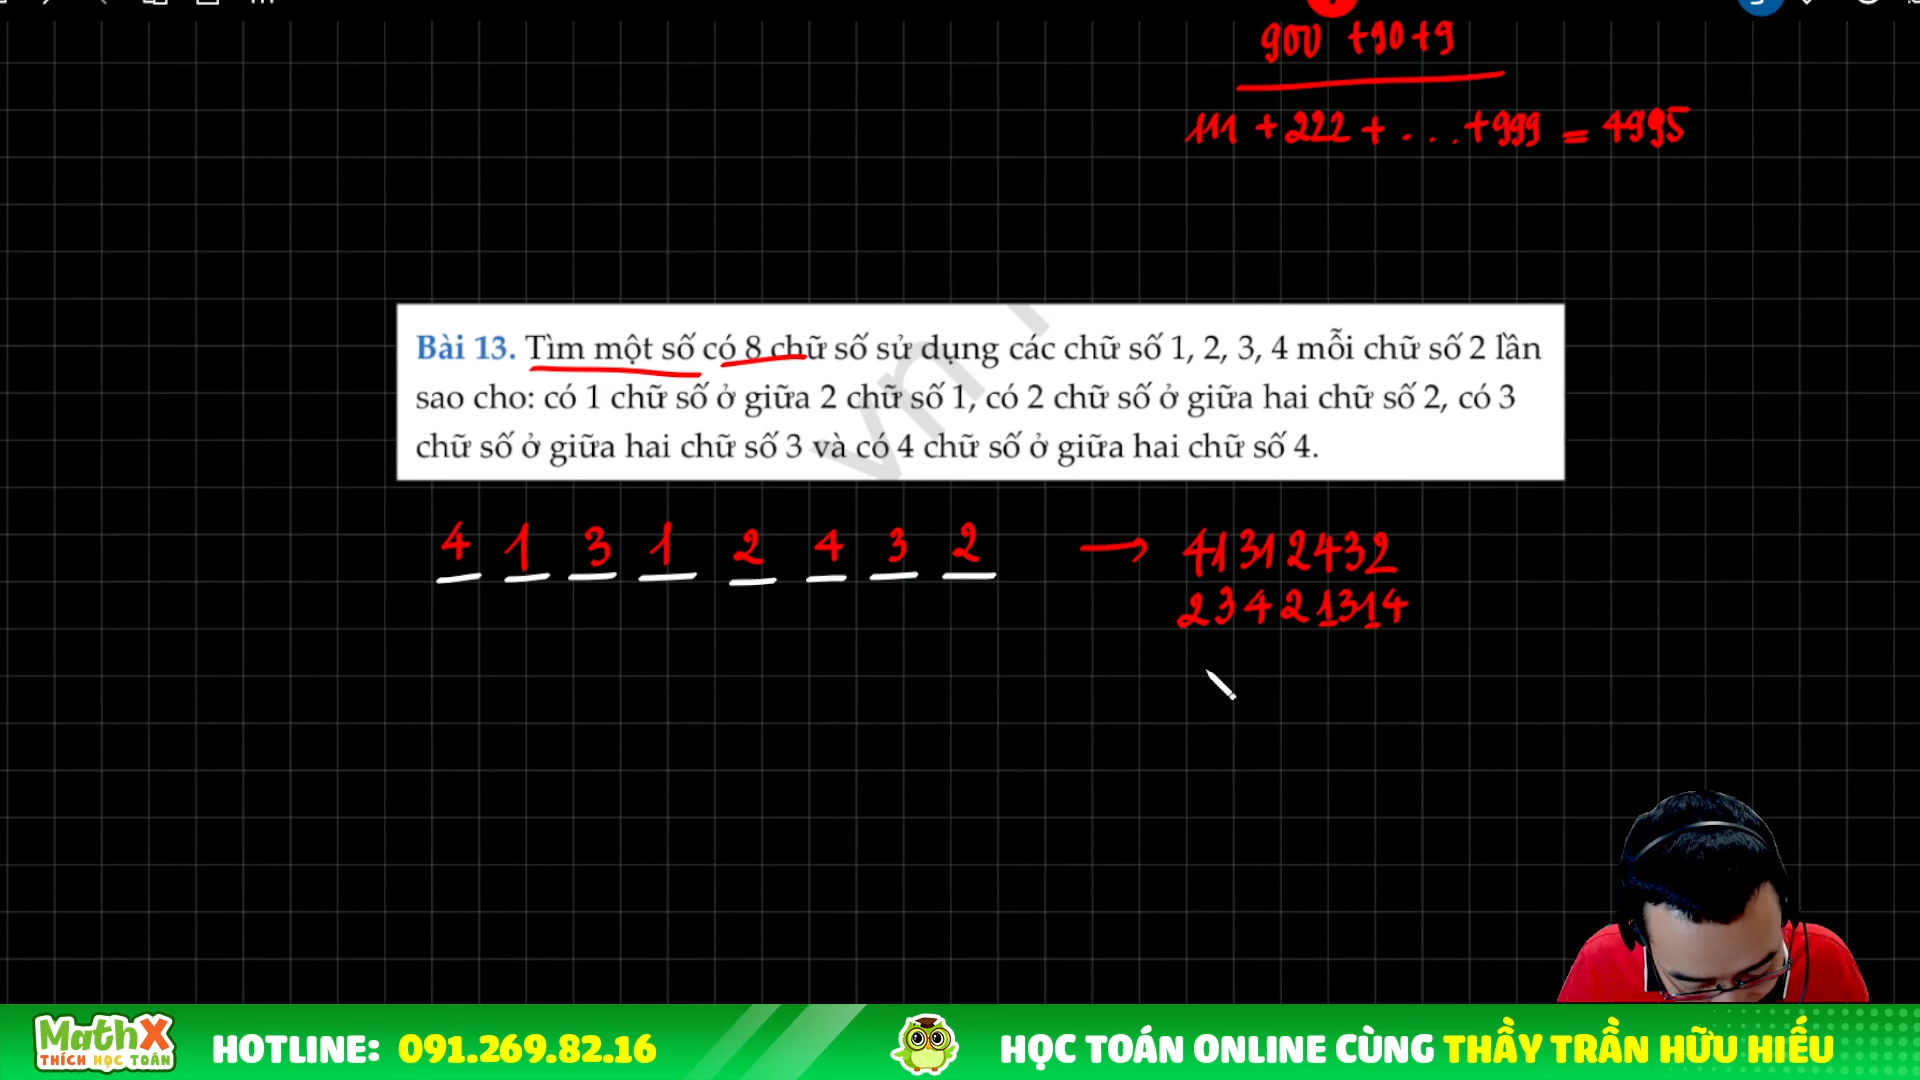 900 +90+9
111 + 222 + . . . +999 = 4995
Bài 13. Tìm một số có 8 chữ số sử dụng các chữ số 1, 2, 3, 4 mỗi chữ số 2 lần
sao cho: có 1 chữ số ở giữa 2 chữ số 1, có 2 chữ số ở giữa hai chữ số 2, có 3
chữ số ở giữa hai chữ số 3 và có 4 chữ số ở giữa hai chữ số 4.
vn
4 1 3 1 2 4 3 2 → 41312432
23421314
MathX
THÍCH HỌC TOÁN
HOTLINE: 091.269.82.16
HỌC TOÁN ONLINE CÙNG THẦY TRẦN HỮU HIẾU